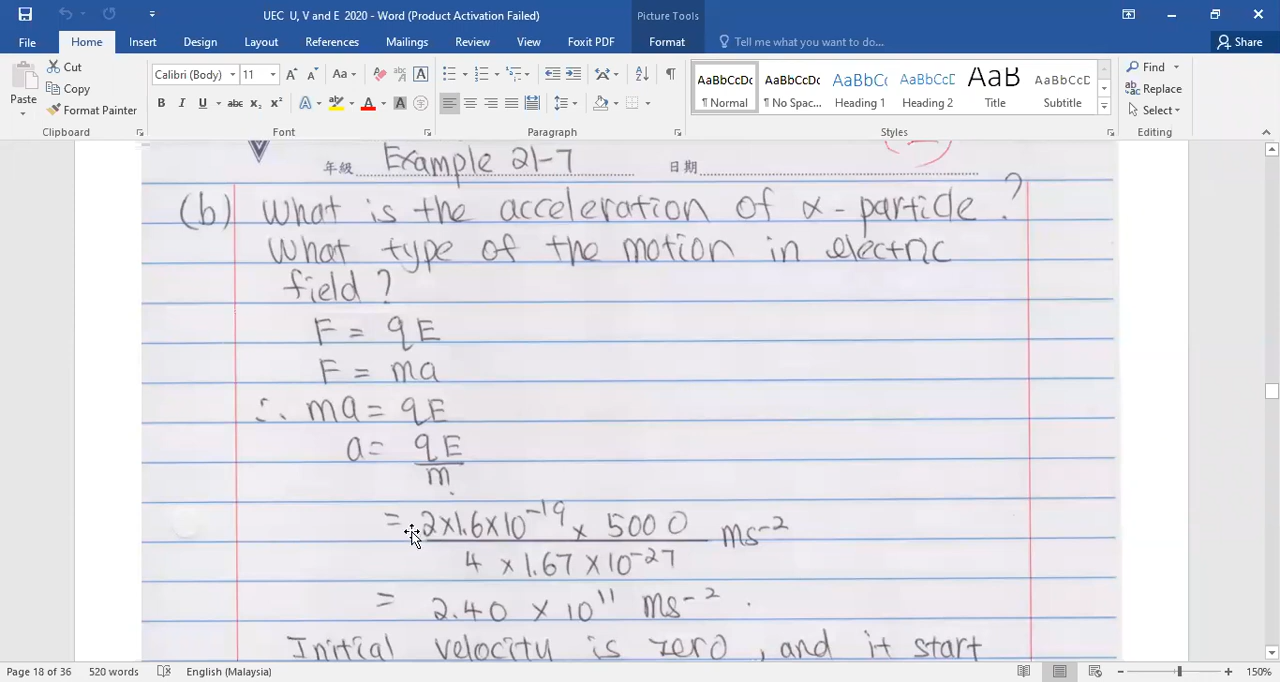 UEC U, V and E 2020 - Word (Product Activation Failed)
Picture Tools
File Home Insert Design Layout References Mailings Review View Foxit PDF Format Tell me what you want to do... Share
Cut
Copy
Format Painter
Paste
Calibri (Body) 11
AaBbCcDc AaBbCcDc AaBbCc AaBbCcD AaB AaBbCcD
¶ Normal ¶ No Spac... Heading 1 Heading 2 Title Subtitle
Find
Replace
Select
Clipboard Font Paragraph Styles Editing
年級 Example 21-7 日期
(b) What is the acceleration of α-particle?
What type of the motion in electric
field?
F = qE
F = ma
∴ ma = qE
a = qE
m
= 2×1.6×10⁻¹⁹ × 5000 ms⁻²
4 × 1.67 × 10⁻²⁷
= 2.40 × 10¹¹ ms⁻².
Initial velocity is zero, and it start
Page 18 of 36 520 words English (Malaysia) 150%